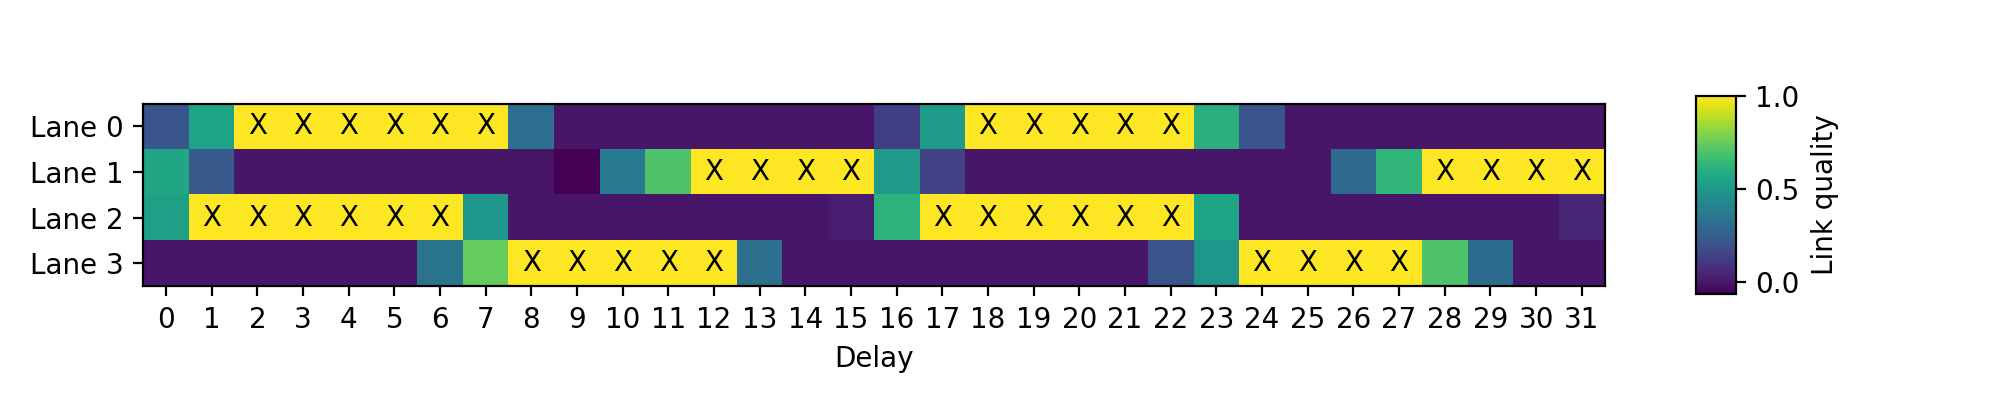 Lane 0 X X X X X X X X X X X 1.0
Lane 1 X X X X X X X X
Lane 2 X X X X X X X X X X X X 0.5
Lane 3 X X X X X X X X X 0.0
Link quality
0 1 2 3 4 5 6 7 8 9 10 11 12 13 14 15 16 17 18 19 20 21 22 23 24 25 26 27 28 29 30 31
Delay